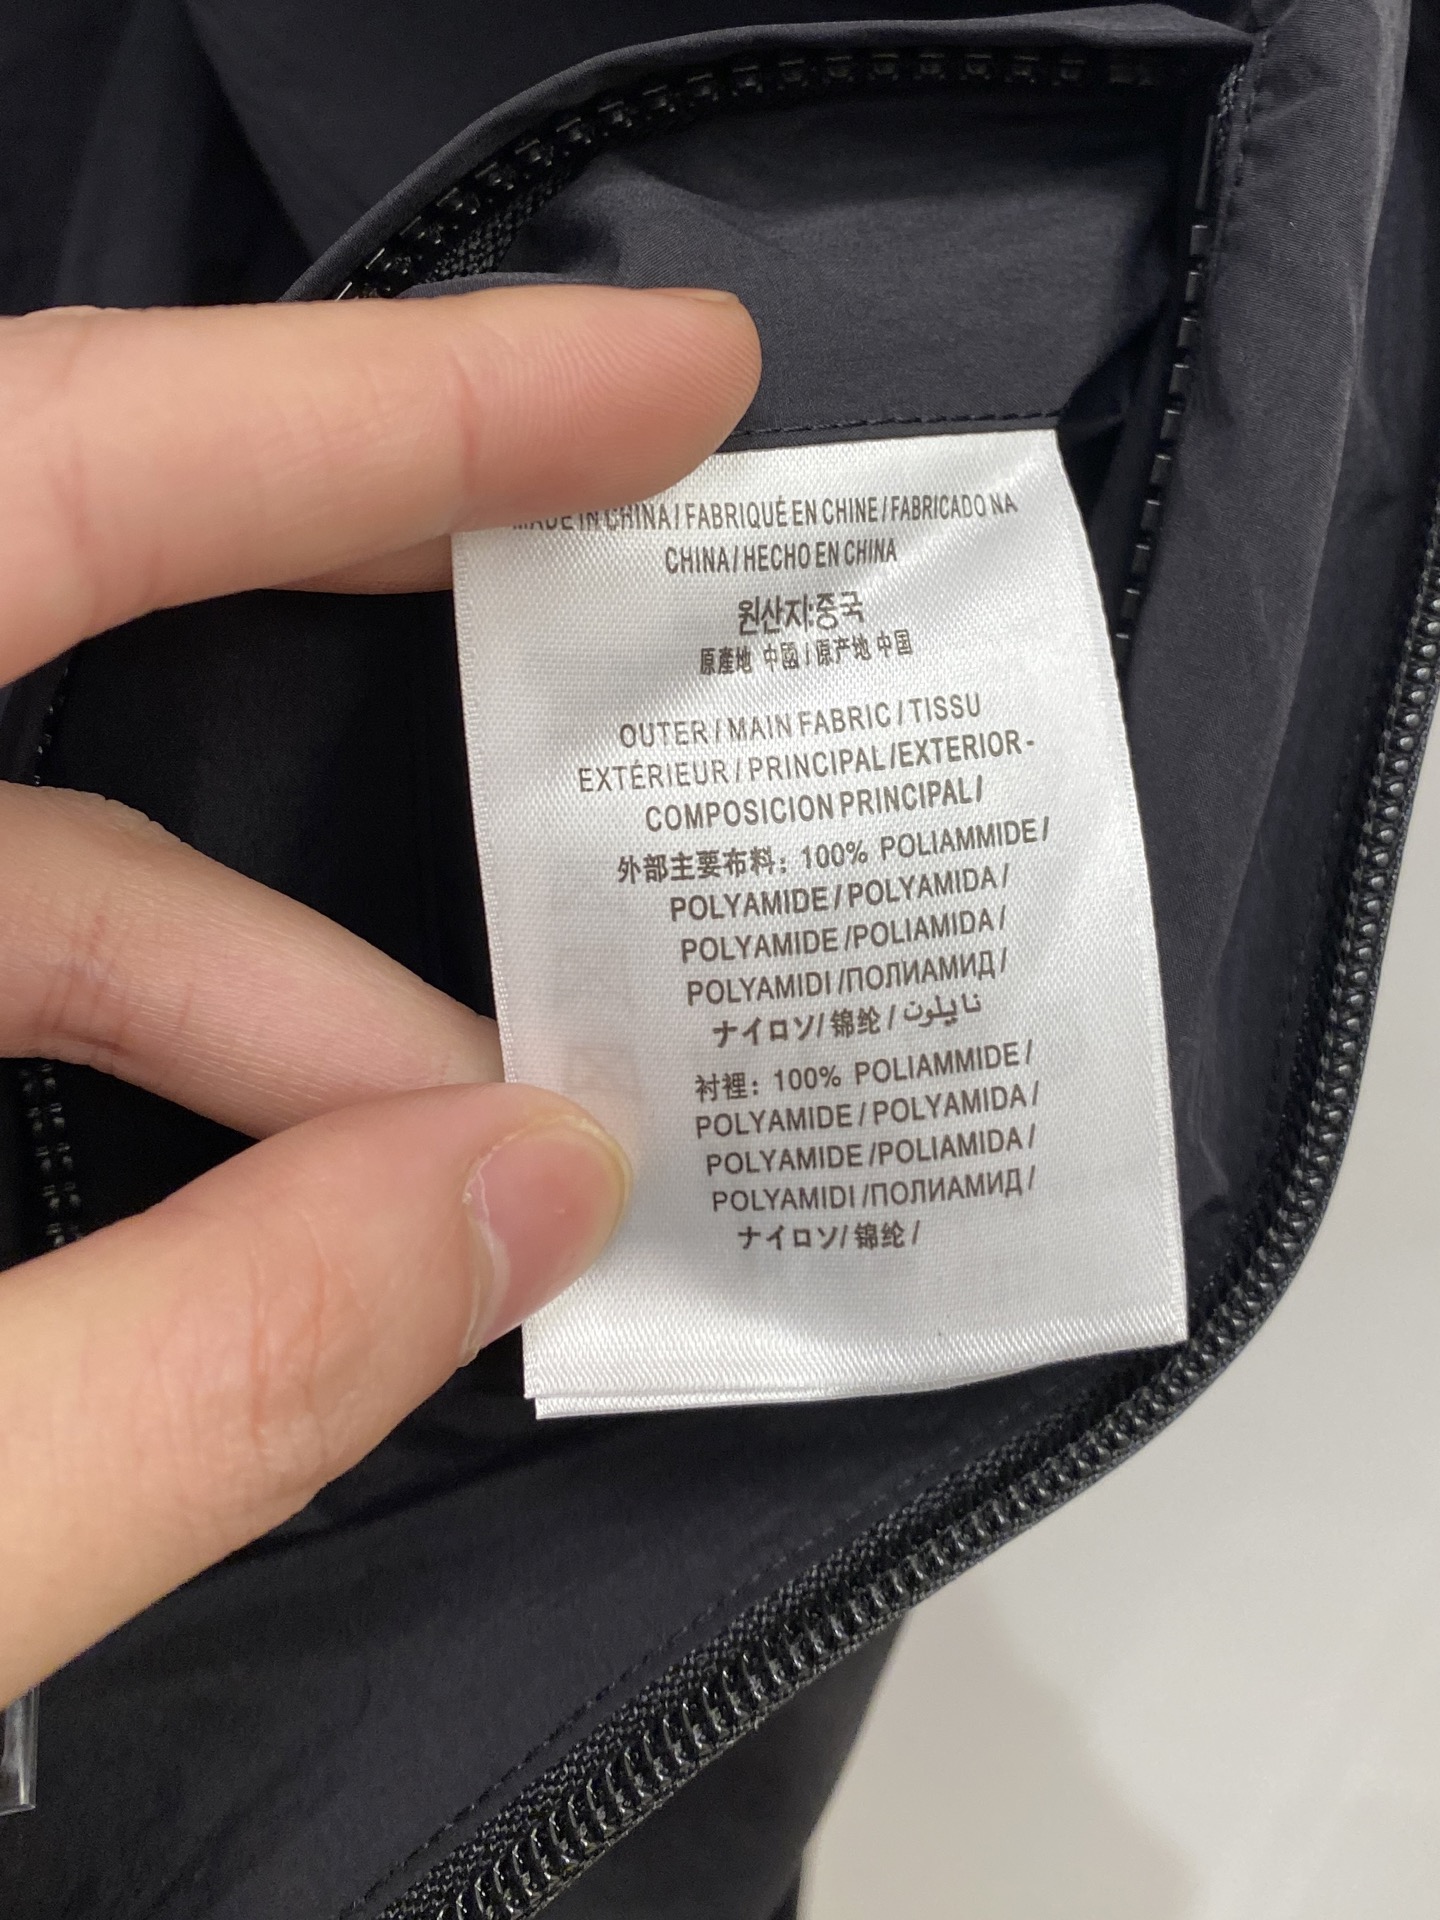 MADE IN CHINA / FABRIQUÉ EN CHINE / FABRICADO NA
CHINA / HECHO EN CHINA
원산지:중국
原產地 中國 / 原产地 中国
OUTER / MAIN FABRIC / TISSU
EXTÉRIEUR / PRINCIPAL /EXTERIOR-
COMPOSICION PRINCIPAL/
外部主要布料：100% POLIAMMIDE /
POLYAMIDE / POLYAMIDA /
POLYAMIDE /POLIAMIDA /
POLYAMIDI /ПОЛИАМИД /
ナイロソ/ 锦纶 / نايلون
衬裡：100% POLIAMMIDE /
POLYAMIDE / POLYAMIDA /
POLYAMIDE /POLIAMIDA /
POLYAMIDI /ПОЛИАМИД /
ナイロソ/ 锦纶 /